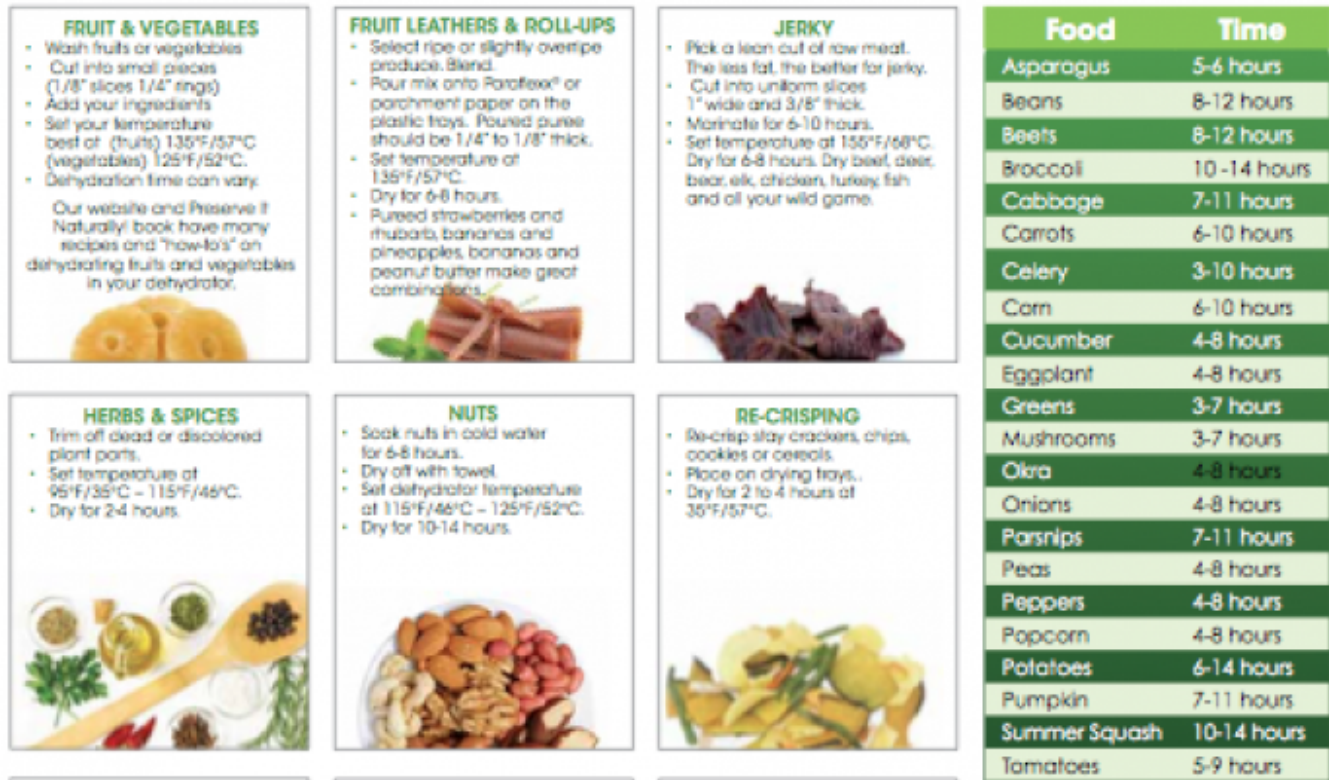 FRUIT & VEGETABLES
• Wash fruits or vegetables
• Cut into small pieces
(1/8" slices 1/4" rings)
• Add your ingredients
• Set your temperature
best at (fruits) 135°F/57°C
(vegetables) 125°F/52°C.
• Dehydration time can vary.
Our website and Preserve It
Naturally! book have many
recipes and "how-to's" on
dehydrating fruits and vegetables
in your dehydrator.
FRUIT LEATHERS & ROLL-UPS
• Select ripe or slightly overripe
produce. Blend.
• Pour mix onto Paraflexx® or
parchment paper on the
plastic trays. Poured puree
should be 1/4" to 1/8" thick.
• Set temperature at
135°F/57°C.
• Dry for 6-8 hours.
• Pureed strawberries and
rhubarb, bananas and
pineapples, bananas and
peanut butter make great
combinations.
JERKY
• Pick a lean cut of raw meat.
The less fat, the better for jerky.
• Cut into uniform slices
1" wide and 3/8" thick.
• Marinate for 6-10 hours.
• Set temperature at 155°F/68°C.
Dry for 6-8 hours. Dry beef, deer,
bear, elk, chicken, turkey, fish
and all your wild game.
HERBS & SPICES
• Trim off dead or discolored
plant parts.
• Set temperature at
95°F/35°C – 115°F/46°C.
• Dry for 2-4 hours.
NUTS
• Soak nuts in cold water
for 6-8 hours.
• Dry off with towel.
• Set dehydrator temperature
at 115°F/46°C – 125°F/52°C.
• Dry for 10-14 hours.
RE-CRISPING
• Re-crisp stay crackers, chips,
cookies or cereals.
• Place on drying trays..
• Dry for 2 to 4 hours at
35°F/57°C.
Food Time
Asparagus 5-6 hours
Beans 8-12 hours
Beets 8-12 hours
Broccoli 10 -14 hours
Cabbage 7-11 hours
Carrots 6-10 hours
Celery 3-10 hours
Corn 6-10 hours
Cucumber 4-8 hours
Eggplant 4-8 hours
Greens 3-7 hours
Mushrooms 3-7 hours
Okra 4-8 hours
Onions 4-8 hours
Parsnips 7-11 hours
Peas 4-8 hours
Peppers 4-8 hours
Popcorn 4-8 hours
Potatoes 6-14 hours
Pumpkin 7-11 hours
Summer Squash 10-14 hours
Tomatoes 5-9 hours